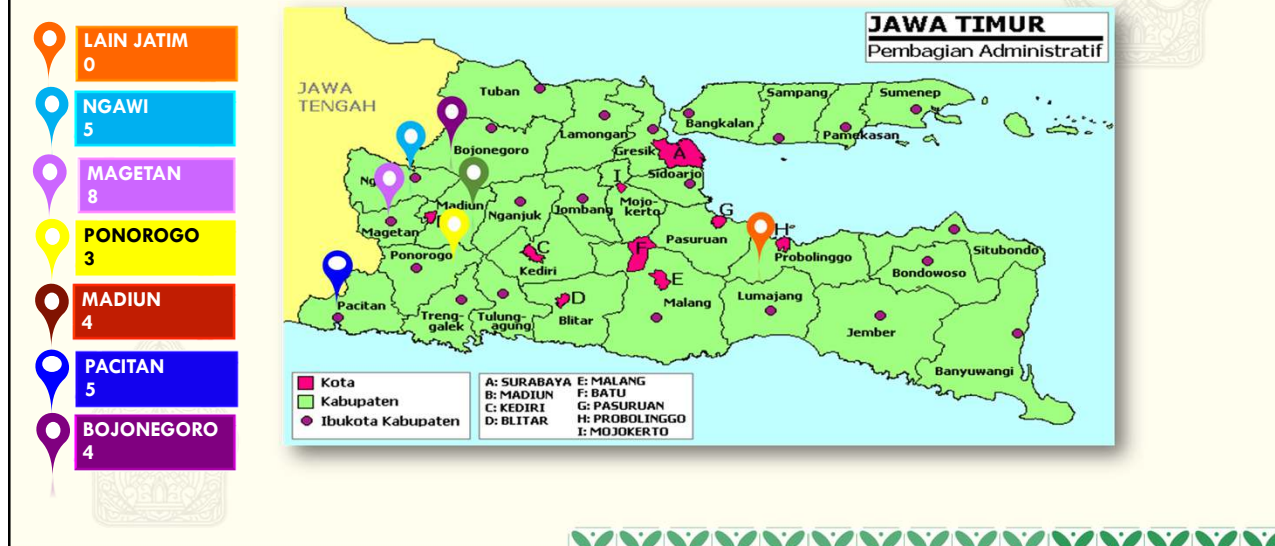 LAIN JATIM
0
NGAWI
5
MAGETAN
8
PONOROGO
3
MADIUN
4
PACITAN
5
BOJONEGORO
4
JAWA TIMUR
Pembagian Administratif
JAWA
TENGAH
Tuban
Sampang
Sumenep
Bangkalan
Pamekasan
Lamongan
Bojonegoro
Gresik
A
Sidoarjo
I
Madiun
Nganjuk
Jombang
Mojo-
kerto
G
H
Magetan
Pasuruan
Probolinggo
Situbondo
Ponorogo
C
Kediri
F
E
Bondowoso
Pacitan
Treng-
galek
Tulung-
agung
D
Blitar
Malang
Lumajang
Jember
Banyuwangi
Kota
Kabupaten
Ibukota Kabupaten
A: SURABAYA E: MALANG
B: MADIUN F: BATU
C: KEDIRI G: PASURUAN
D: BLITAR H: PROBOLINGGO
I: MOJOKERTO